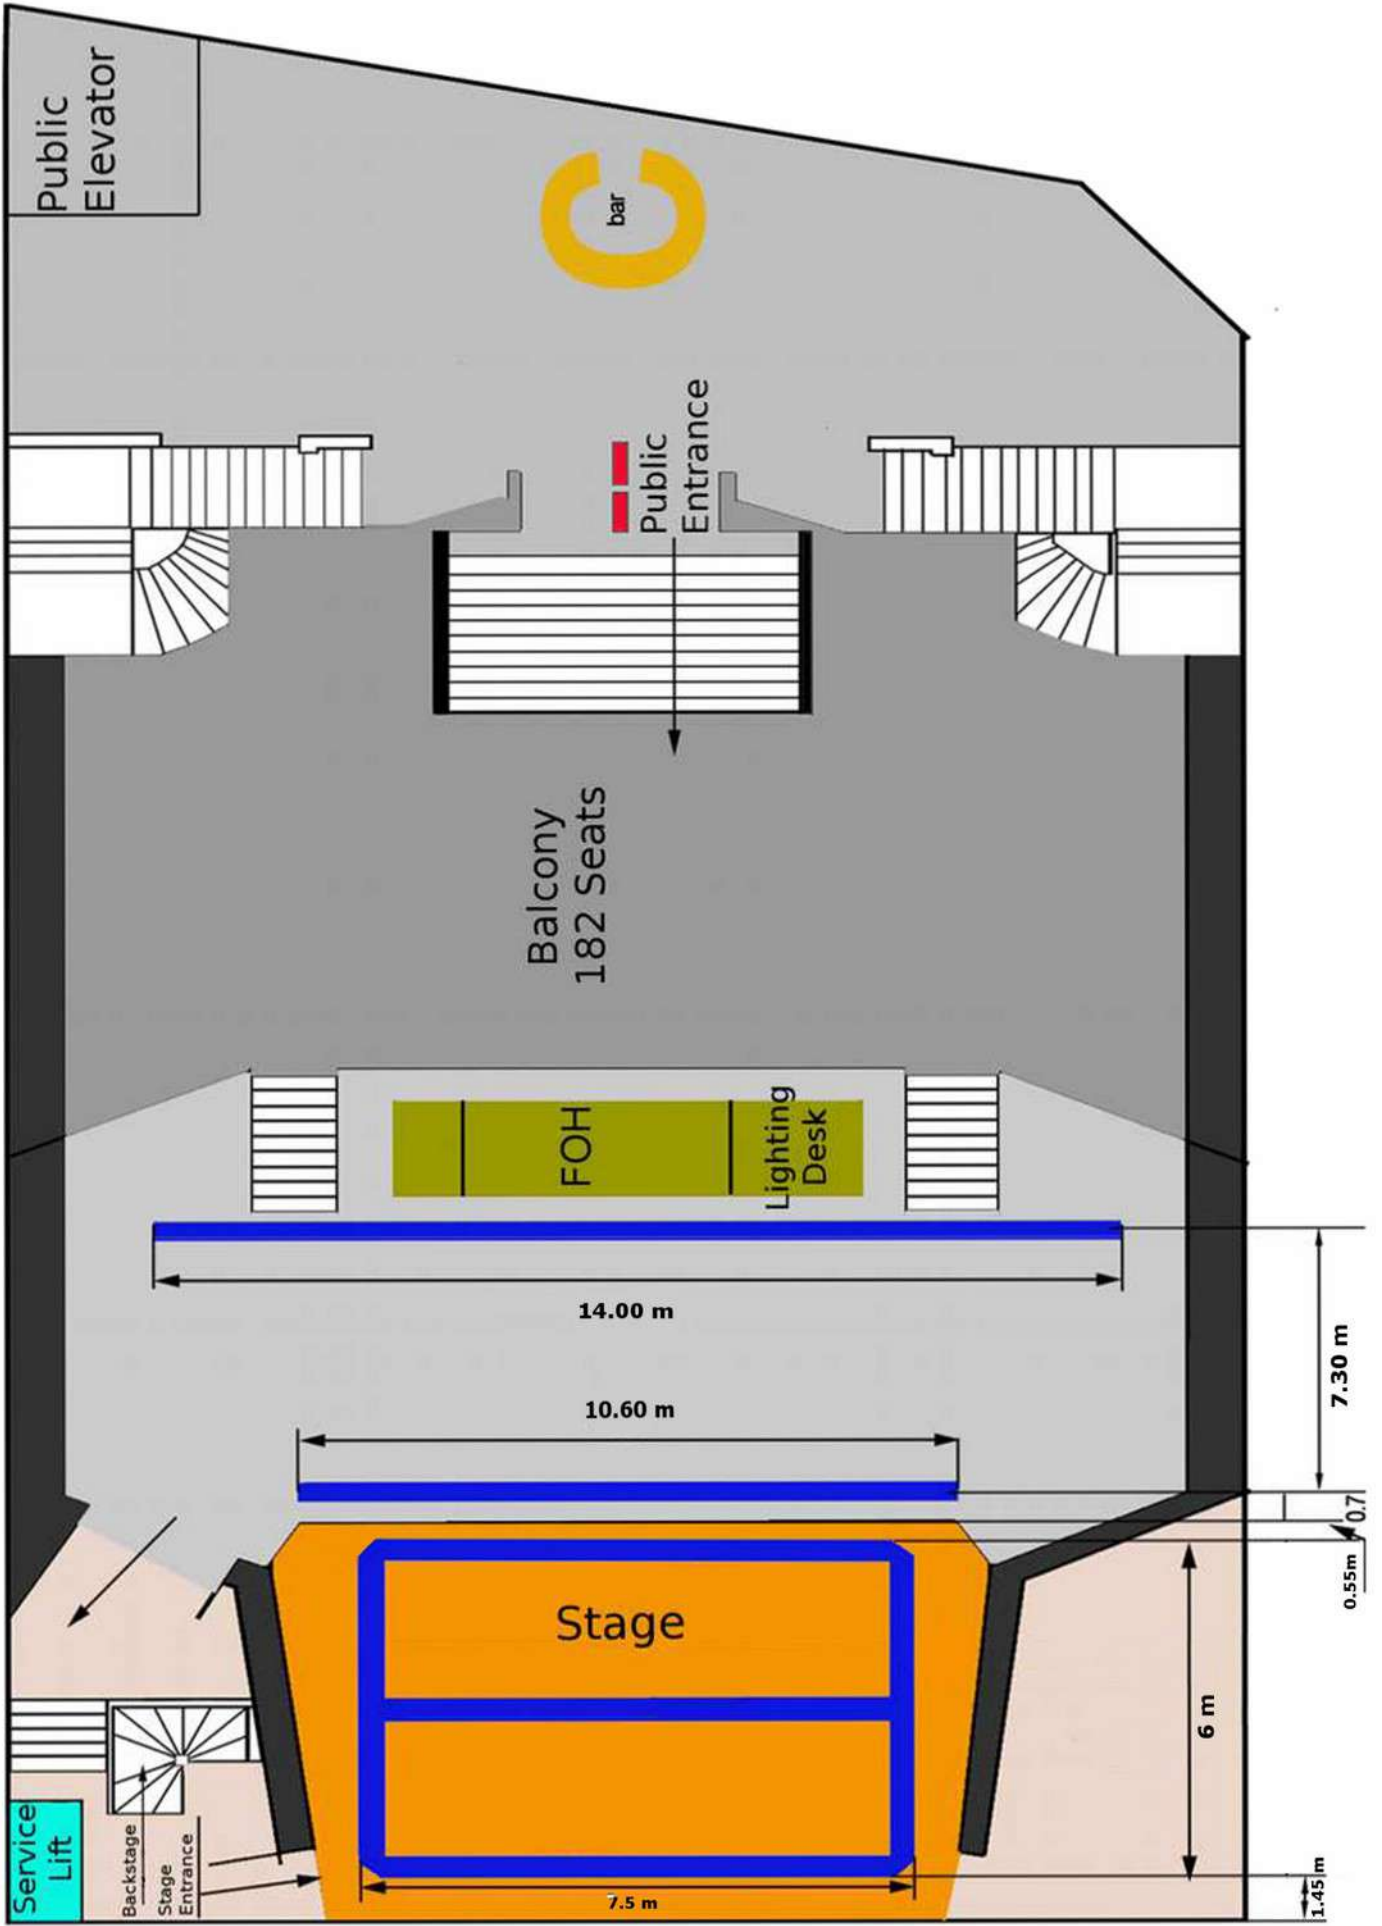 Public
Elevator
bar
Public
Entrance
Balcony
182 Seats
FOH
Lighting
Desk
14.00 m
7.30 m
10.60 m
0.7
0.55m
Stage
6 m
Service
Lift
Backstage
Stage
Entrance
7.5 m
1.45 m